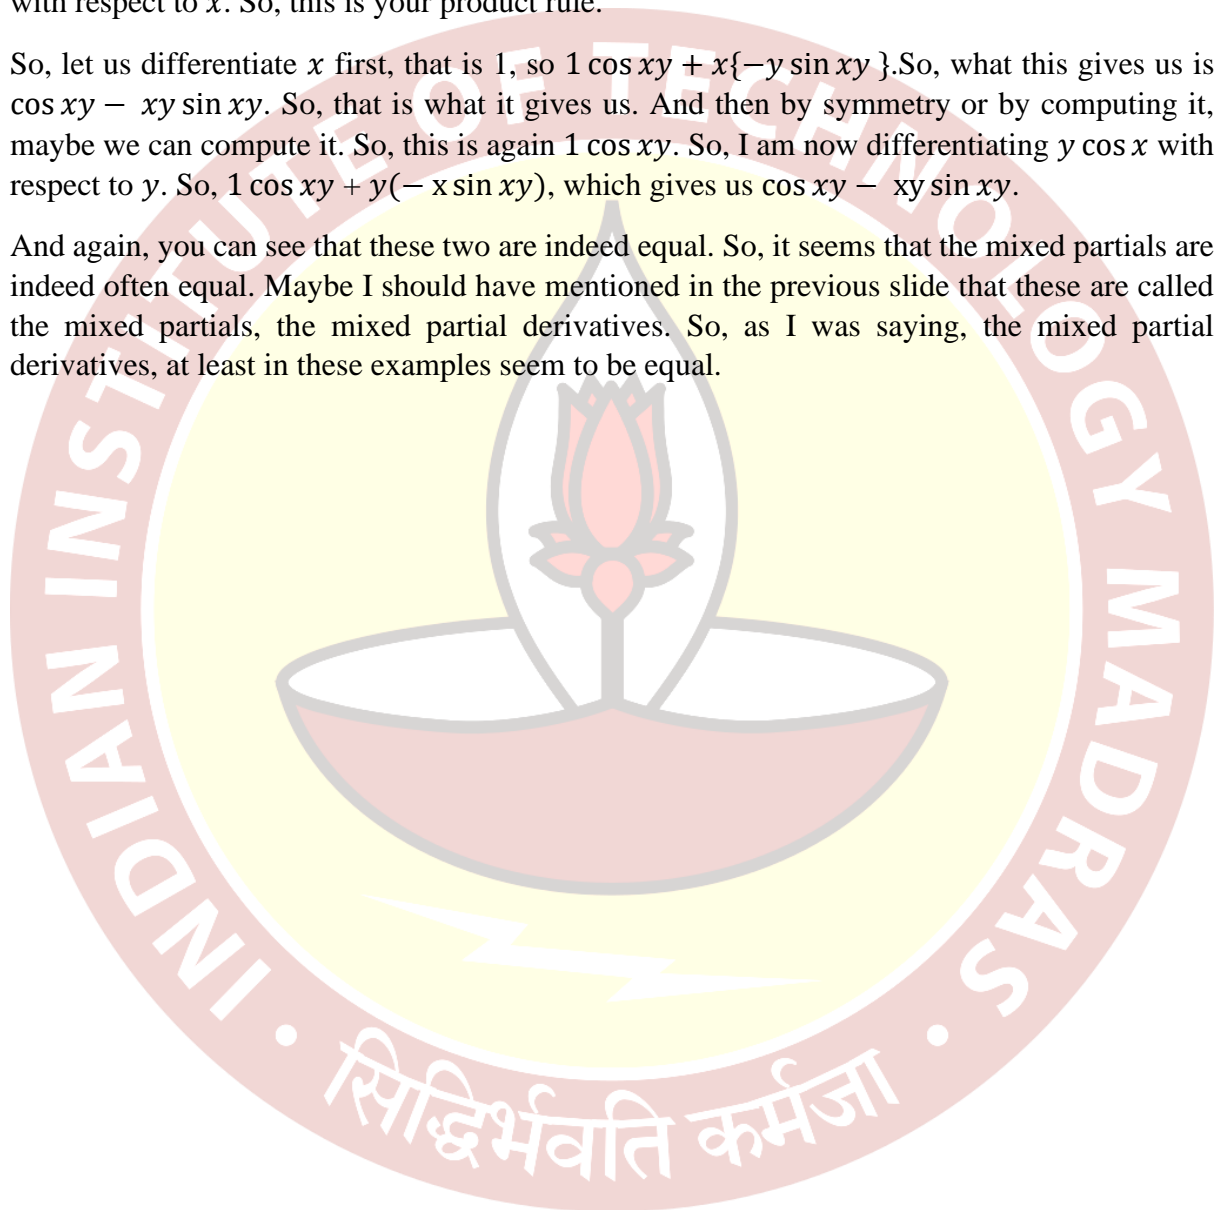 with respect to 𝑥. So, this is your product rule.
So, let us differentiate 𝑥 first, that is 1, so 1 cos 𝑥𝑦 + 𝑥{−𝑦 sin 𝑥𝑦 }.So, what this gives us is
cos 𝑥𝑦 − 𝑥𝑦 sin 𝑥𝑦. So, that is what it gives us. And then by symmetry or by computing it,
maybe we can compute it. So, this is again 1 cos 𝑥𝑦. So, I am now differentiating 𝑦 cos 𝑥 with
respect to 𝑦. So, 1 cos 𝑥𝑦 + 𝑦(− x sin 𝑥𝑦), which gives us cos 𝑥𝑦 − xy sin 𝑥𝑦.
And again, you can see that these two are indeed equal. So, it seems that the mixed partials are
indeed often equal. Maybe I should have mentioned in the previous slide that these are called
the mixed partials, the mixed partial derivatives. So, as I was saying, the mixed partial
derivatives, at least in these examples seem to be equal.
INDIAN INSTITUTE OF TECHNOLOGY MADRAS
सिद्धिर्भवति कर्मजा